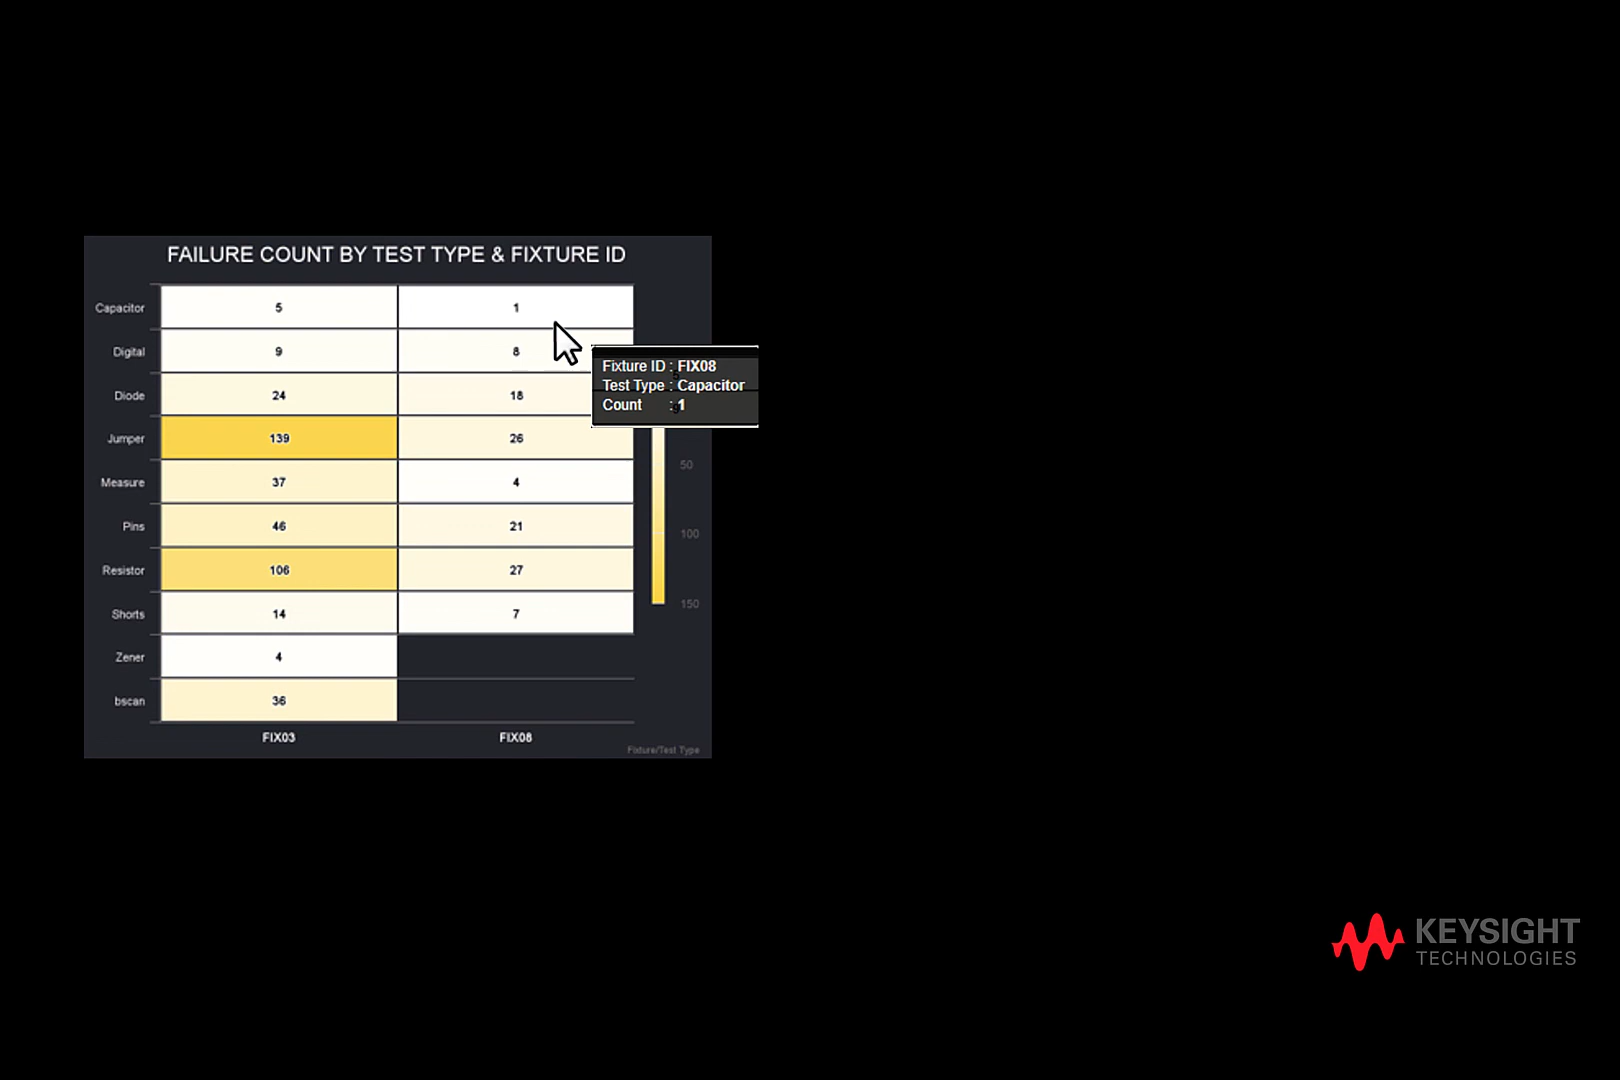 FAILURE COUNT BY TEST TYPE & FIXTURE ID
Capacitor 5 1
Digital 9 8
Diode 24 18
Jumper 139 26
Measure 37 4
Pins 46 21
Resistor 106 27
Shorts 14 7
Zener 4
bscan 36
FIX03 FIX08
Fixture/Test Type
Fixture ID : FIX08
Test Type : Capacitor
Count : 1
50
100
150
KEYSIGHT
TECHNOLOGIES